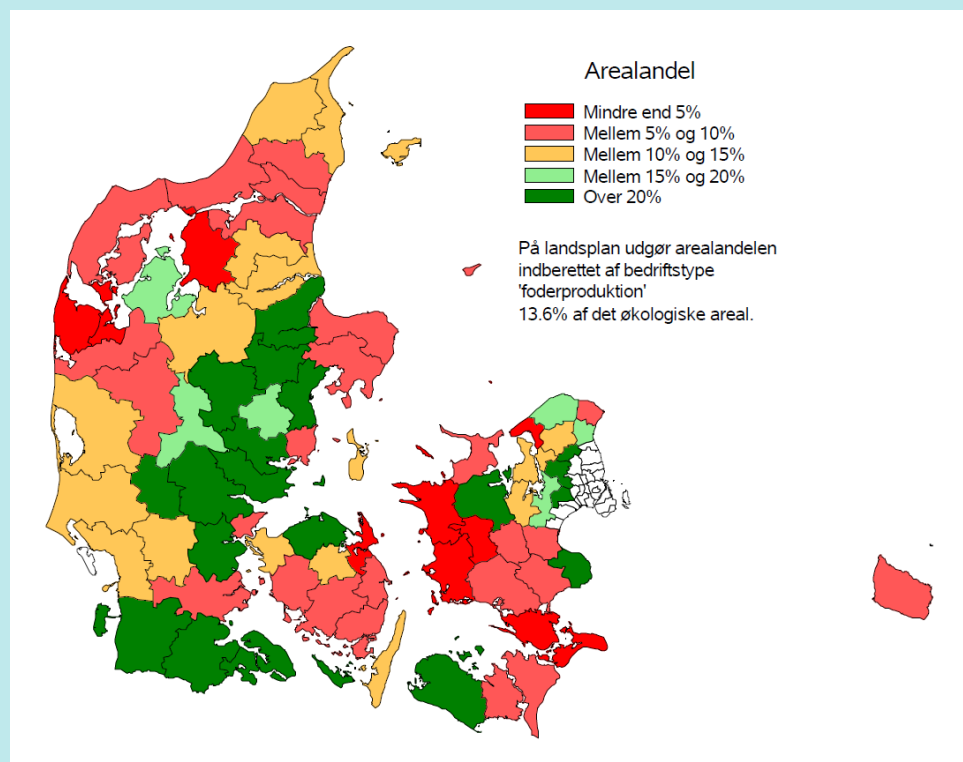 Arealandel
Mindre end 5%
Mellem 5% og 10%
Mellem 10% og 15%
Mellem 15% og 20%
Over 20%
På landsplan udgør arealandelen
indberettet af bedriftstype
'foderproduktion'
13.6% af det økologiske areal.